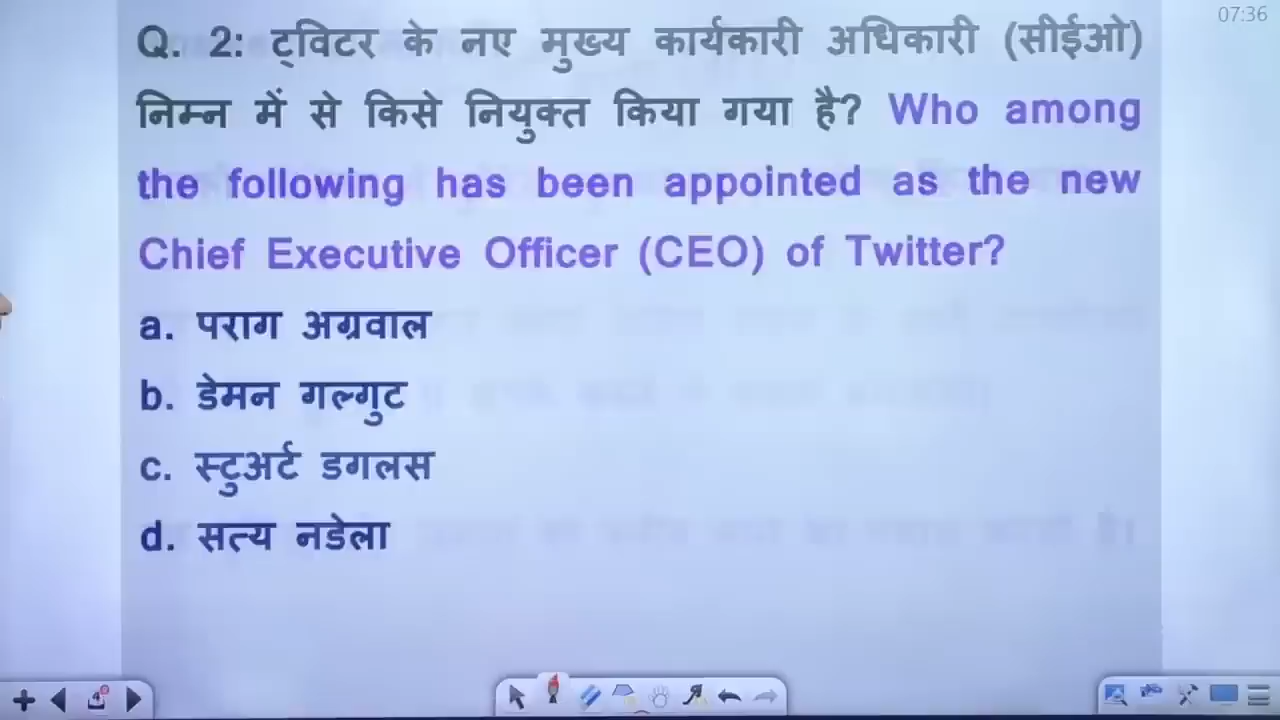 07:36
Q. 2: ट्विटर के नए मुख्य कार्यकारी अधिकारी (सीईओ)
निम्न में से किसे नियुक्त किया गया है? Who among
the following has been appointed as the new
Chief Executive Officer (CEO) of Twitter?
a. पराग अग्रवाल
b. डेमन गल्गुट
c. स्टुअर्ट डगलस
d. सत्य नडेला